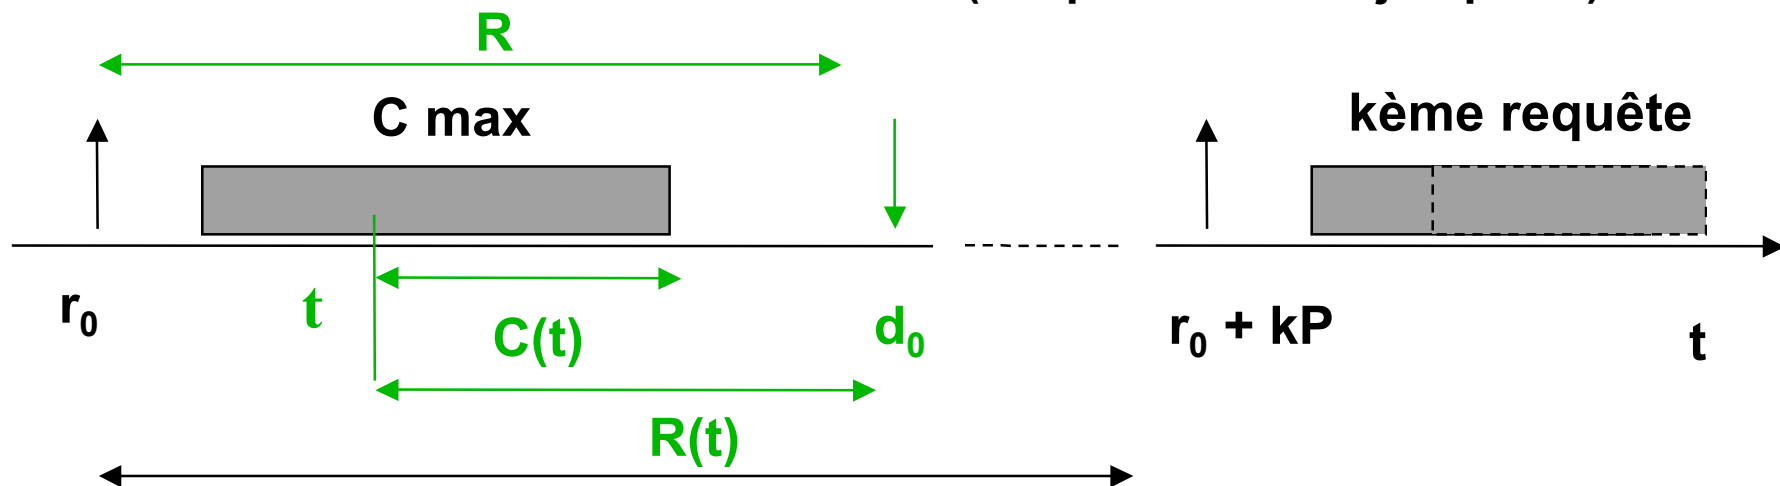 R
C max
kème requête
r₀
t
C(t)
d₀
r₀ + kP
t
R(t)